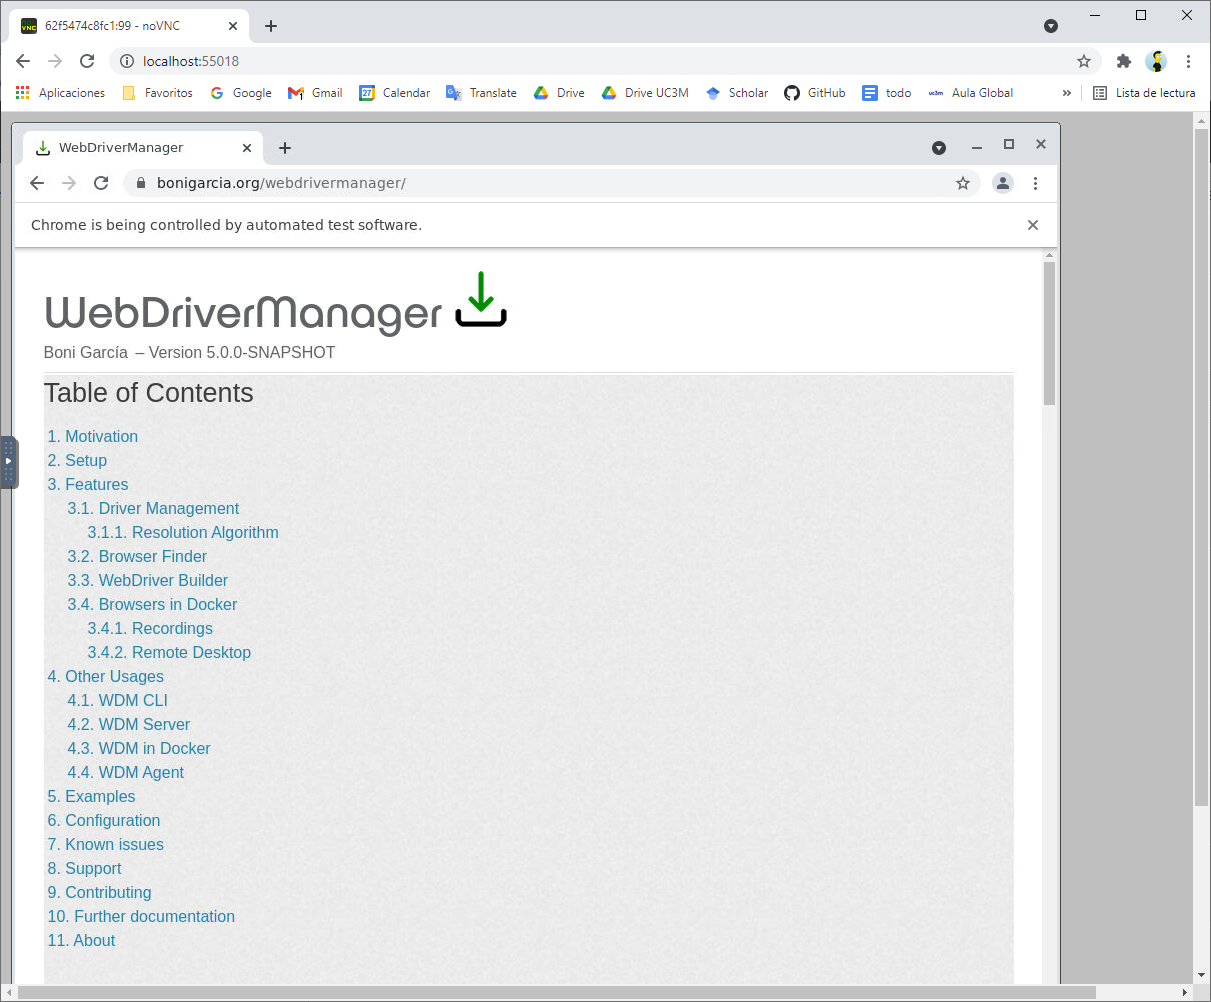 62f5474c8fc1:99 - noVNC
localhost:55018
Aplicaciones Favoritos Google Gmail Calendar Translate Drive Drive UC3M Scholar GitHub todo uc3m Aula Global » Lista de lectura
WebDriverManager
bonigarcia.org/webdrivermanager/
Chrome is being controlled by automated test software.
WebDriverManager
Boni García – Version 5.0.0-SNAPSHOT
Table of Contents
1. Motivation
2. Setup
3. Features
3.1. Driver Management
3.1.1. Resolution Algorithm
3.2. Browser Finder
3.3. WebDriver Builder
3.4. Browsers in Docker
3.4.1. Recordings
3.4.2. Remote Desktop
4. Other Usages
4.1. WDM CLI
4.2. WDM Server
4.3. WDM in Docker
4.4. WDM Agent
5. Examples
6. Configuration
7. Known issues
8. Support
9. Contributing
10. Further documentation
11. About